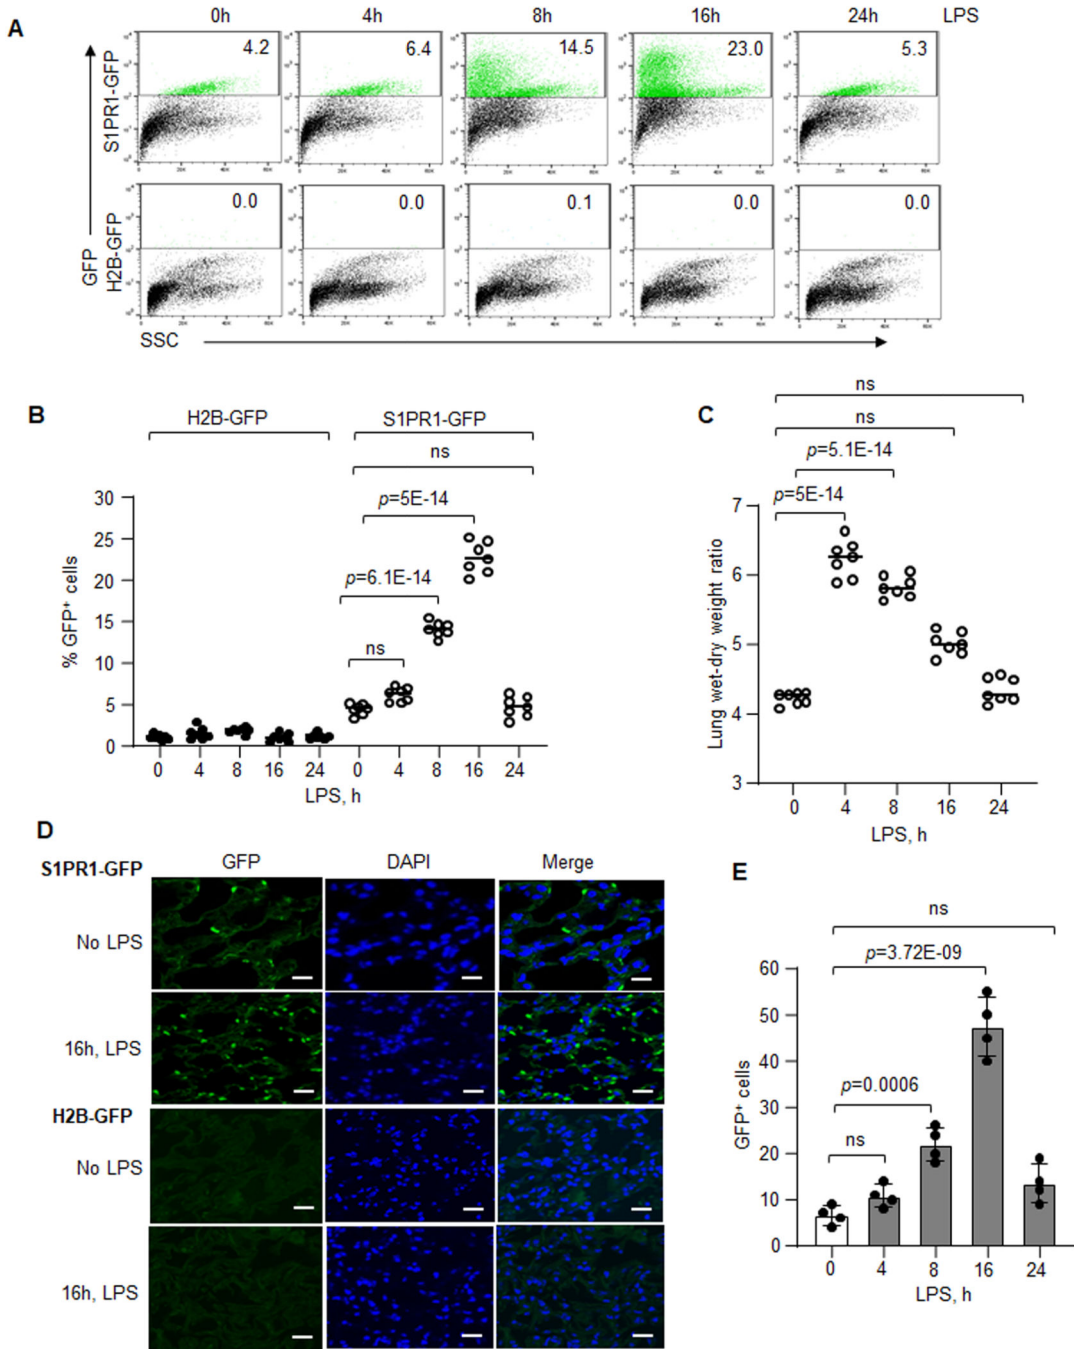 A
0h 4h 8h 16h 24h LPS
S1PR1-GFP
4.2 6.4 14.5 23.0 5.3
GFP
H2B-GFP
0.0 0.0 0.1 0.0 0.0
SSC
B
H2B-GFP S1PR1-GFP
ns
p=5E-14
p=6.1E-14
ns
% GFP+ cells
30
25
20
15
10
5
0
0 4 8 16 24 0 4 8 16 24
LPS, h
C
ns
ns
p=5.1E-14
p=5E-14
Lung wet-dry weight ratio
7
6
5
4
3
0 4 8 16 24
LPS, h
D
S1PR1-GFP
GFP DAPI Merge
No LPS
16h, LPS
H2B-GFP
No LPS
16h, LPS
E
ns
p=3.72E-09
p=0.0006
ns
GFP+ cells
60
50
40
30
20
10
0
0 4 8 16 24
LPS, h